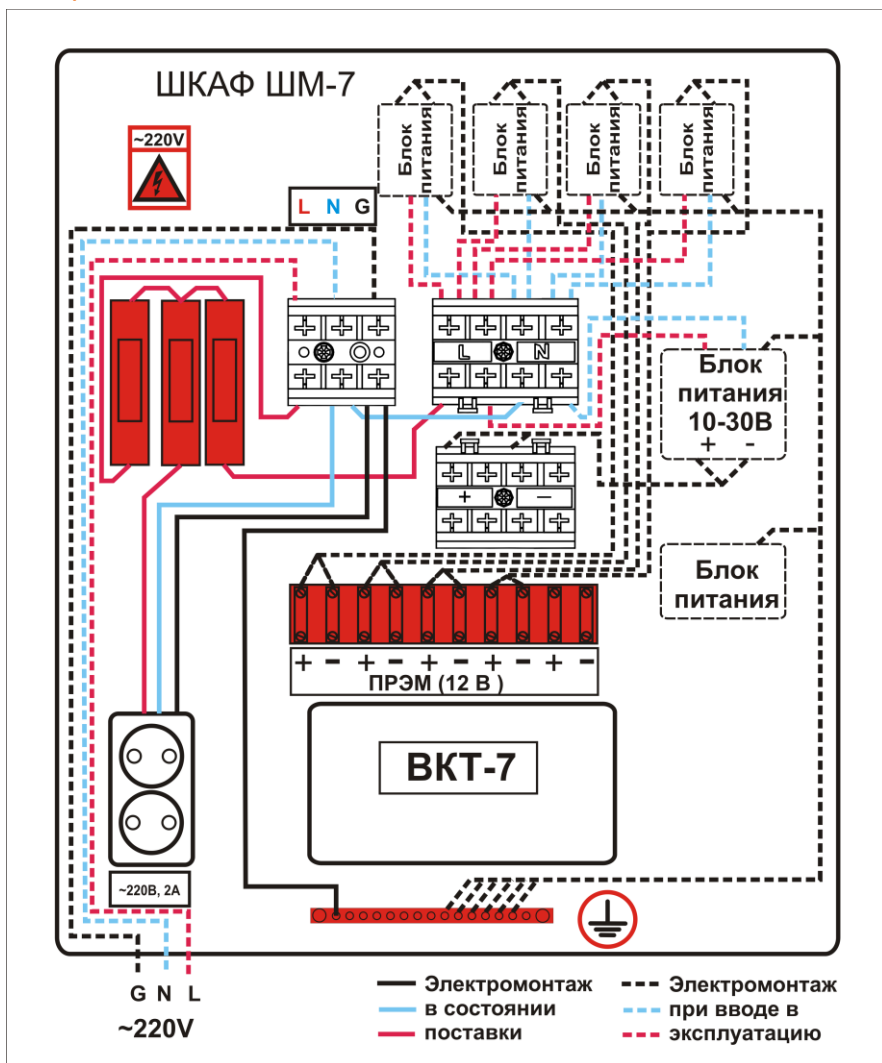 ШКАФ ШМ-7
~220V
L N G
Блок
питания
Блок
питания
Блок
питания
Блок
питания
L N
Блок
питания
10-30В
+ -
+ −
Блок
питания
+ − + − + − + − + −
ПРЭМ (12 В )
ВКТ-7
~220В, 2А
G N L
~220V
Электромонтаж
в состоянии
поставки
Электромонтаж
при вводе в
эксплуатацию